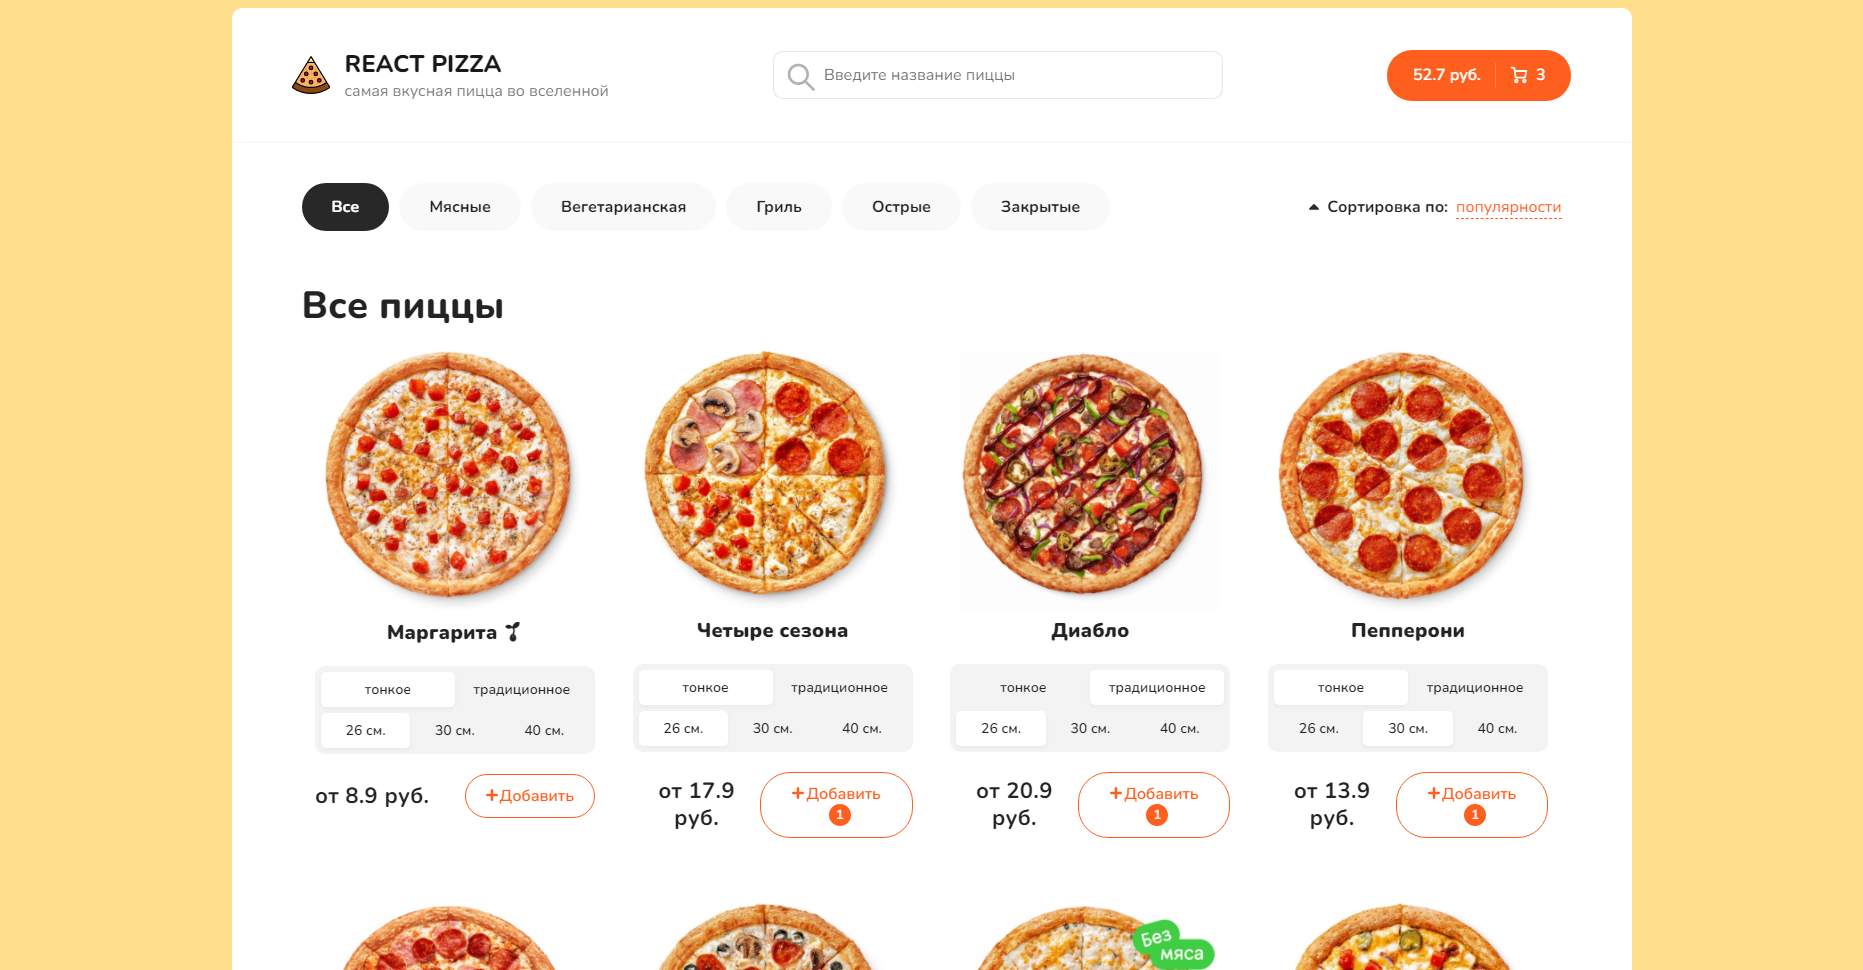 REACT PIZZA
самая вкусная пицца во вселенной
Введите название пиццы
52.7 руб. 3
Все Мясные Вегетарианская Гриль Острые Закрытые Сортировка по: популярности
Все пиццы
Маргарита
тонкое традиционное
26 см. 30 см. 40 см.
от 8.9 руб. +Добавить
Четыре сезона
тонкое традиционное
26 см. 30 см. 40 см.
от 17.9
руб.
+Добавить
1
Диабло
тонкое традиционное
26 см. 30 см. 40 см.
от 20.9
руб.
+Добавить
1
Пепперони
тонкое традиционное
26 см. 30 см. 40 см.
от 13.9
руб.
+Добавить
1
Без
мяса